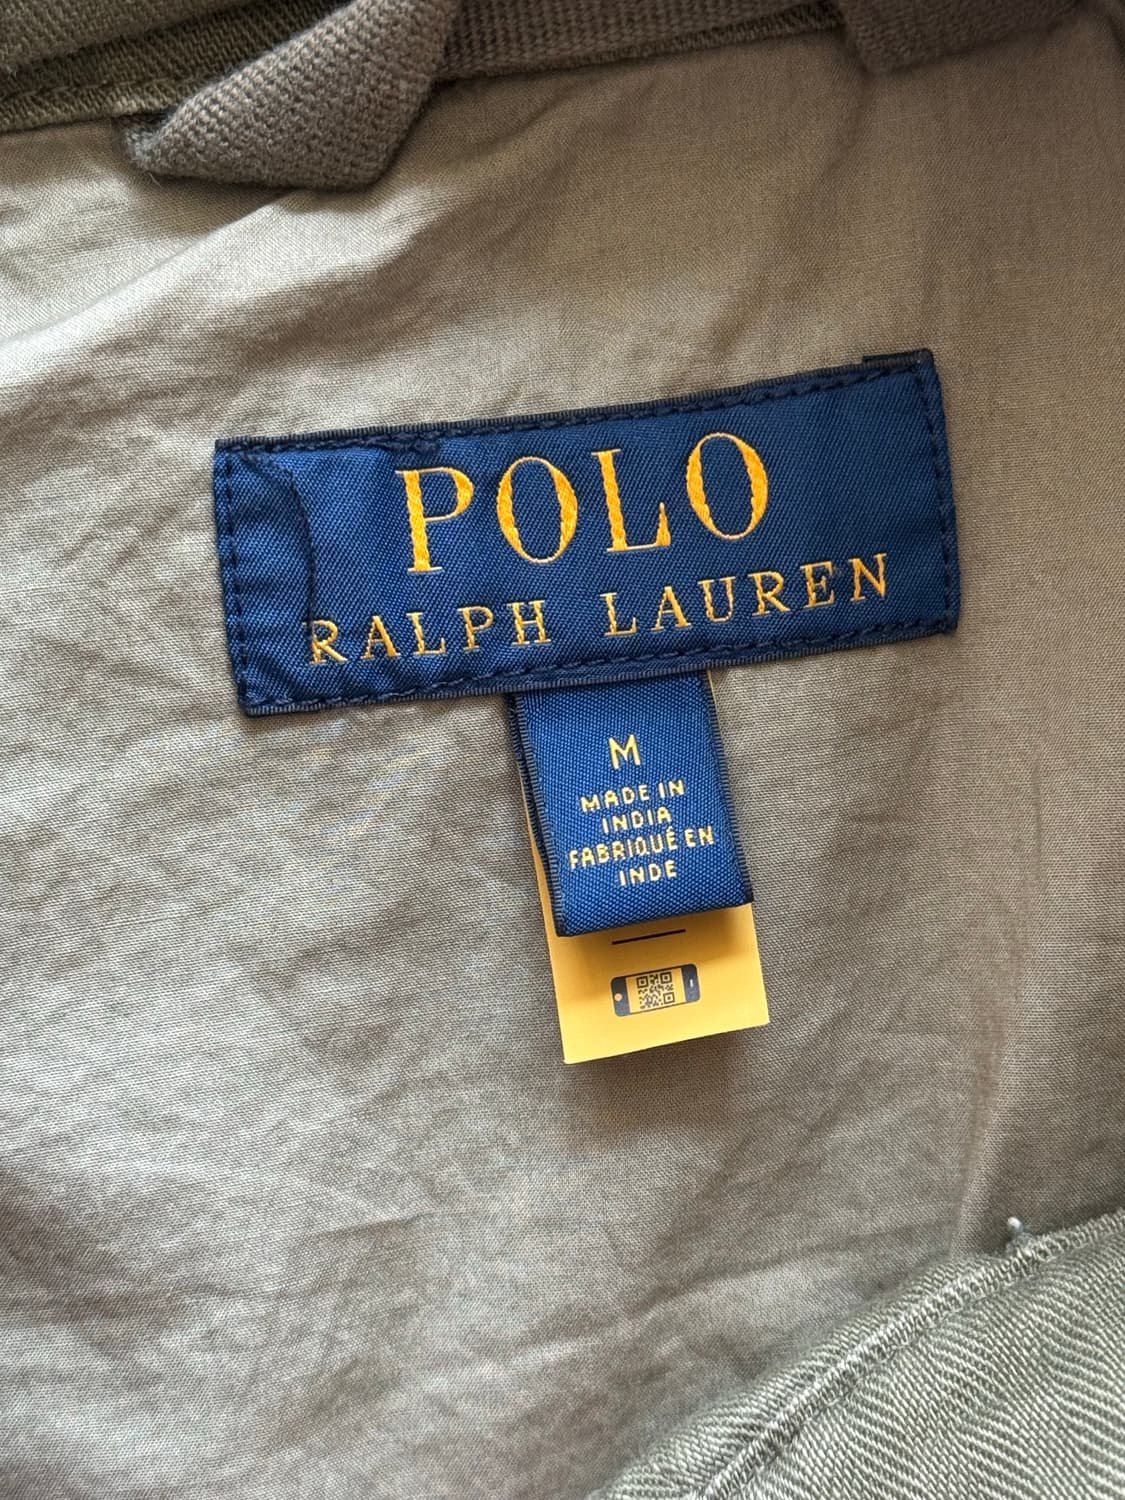 POLO
RALPH LAUREN
M
MADE IN
INDIA
FABRIQUÉ EN
INDE